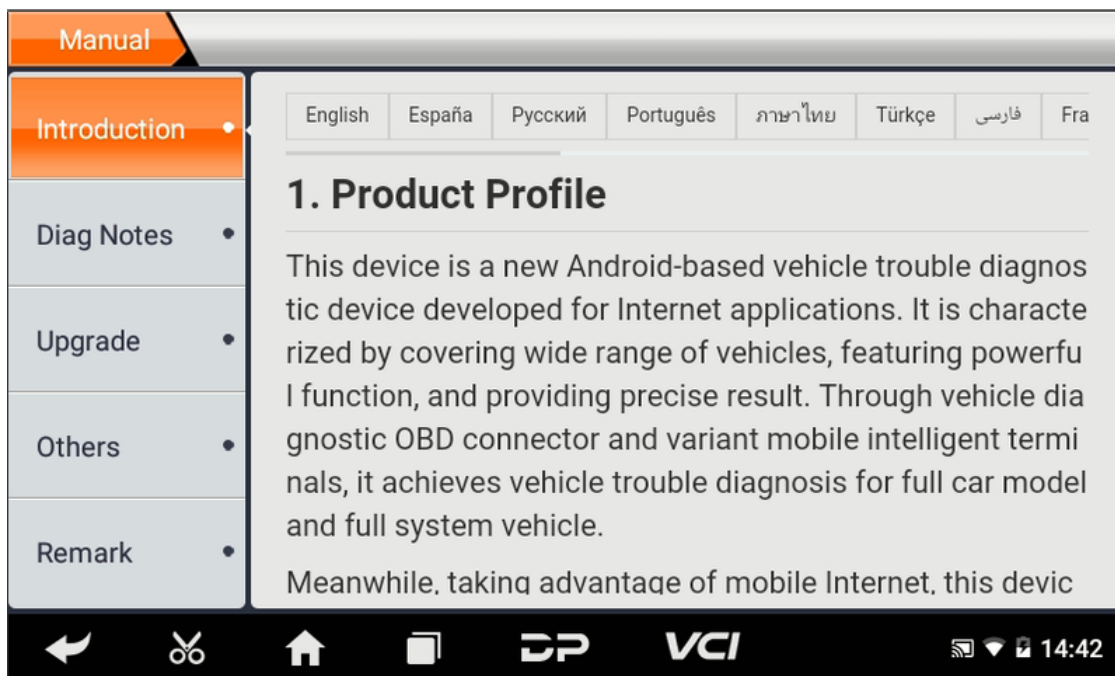 Manual
Introduction
Diag Notes
Upgrade
Others
Remark
English España Русский Português ภาษาไทย Türkçe فارسی Fra
1. Product Profile
This device is a new Android-based vehicle trouble diagnos
tic device developed for Internet applications. It is characte
rized by covering wide range of vehicles, featuring powerfu
l function, and providing precise result. Through vehicle dia
gnostic OBD connector and variant mobile intelligent termi
nals, it achieves vehicle trouble diagnosis for full car model
and full system vehicle.
Meanwhile, taking advantage of mobile Internet, this devic
DP VCI 14:42